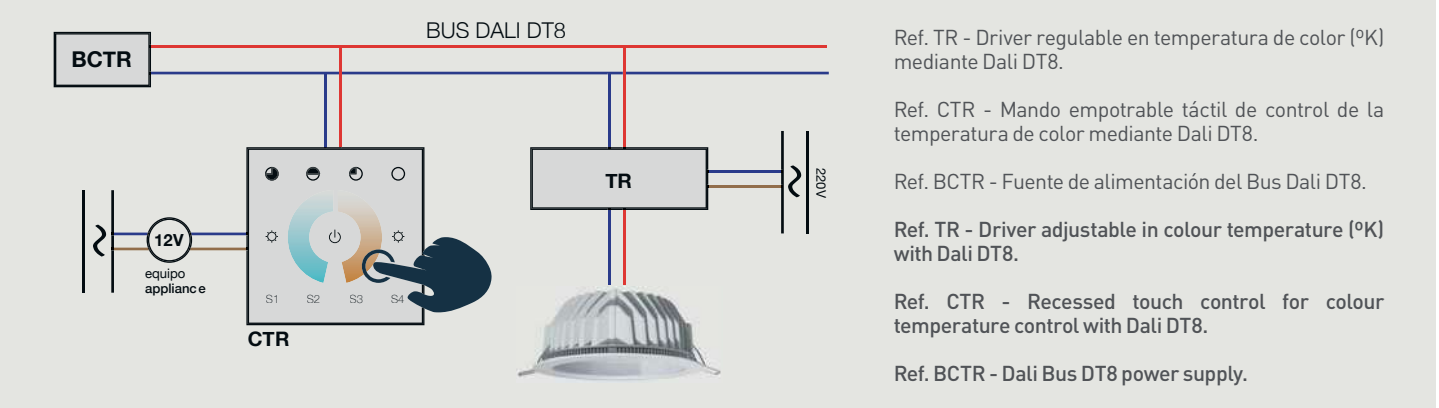 BUS DALI DT8
BCTR
TR
220V
12V
equipo
appliance
S1 S2 S3 S4
CTR
Ref. TR - Driver regulable en temperatura de color (ºK)
mediante Dali DT8.
Ref. CTR - Mando empotrable táctil de control de la
temperatura de color mediante Dali DT8.
Ref. BCTR - Fuente de alimentación del Bus Dali DT8.
Ref. TR - Driver adjustable in colour temperature (ºK)
with Dali DT8.
Ref. CTR - Recessed touch control for colour
temperature control with Dali DT8.
Ref. BCTR - Dali Bus DT8 power supply.